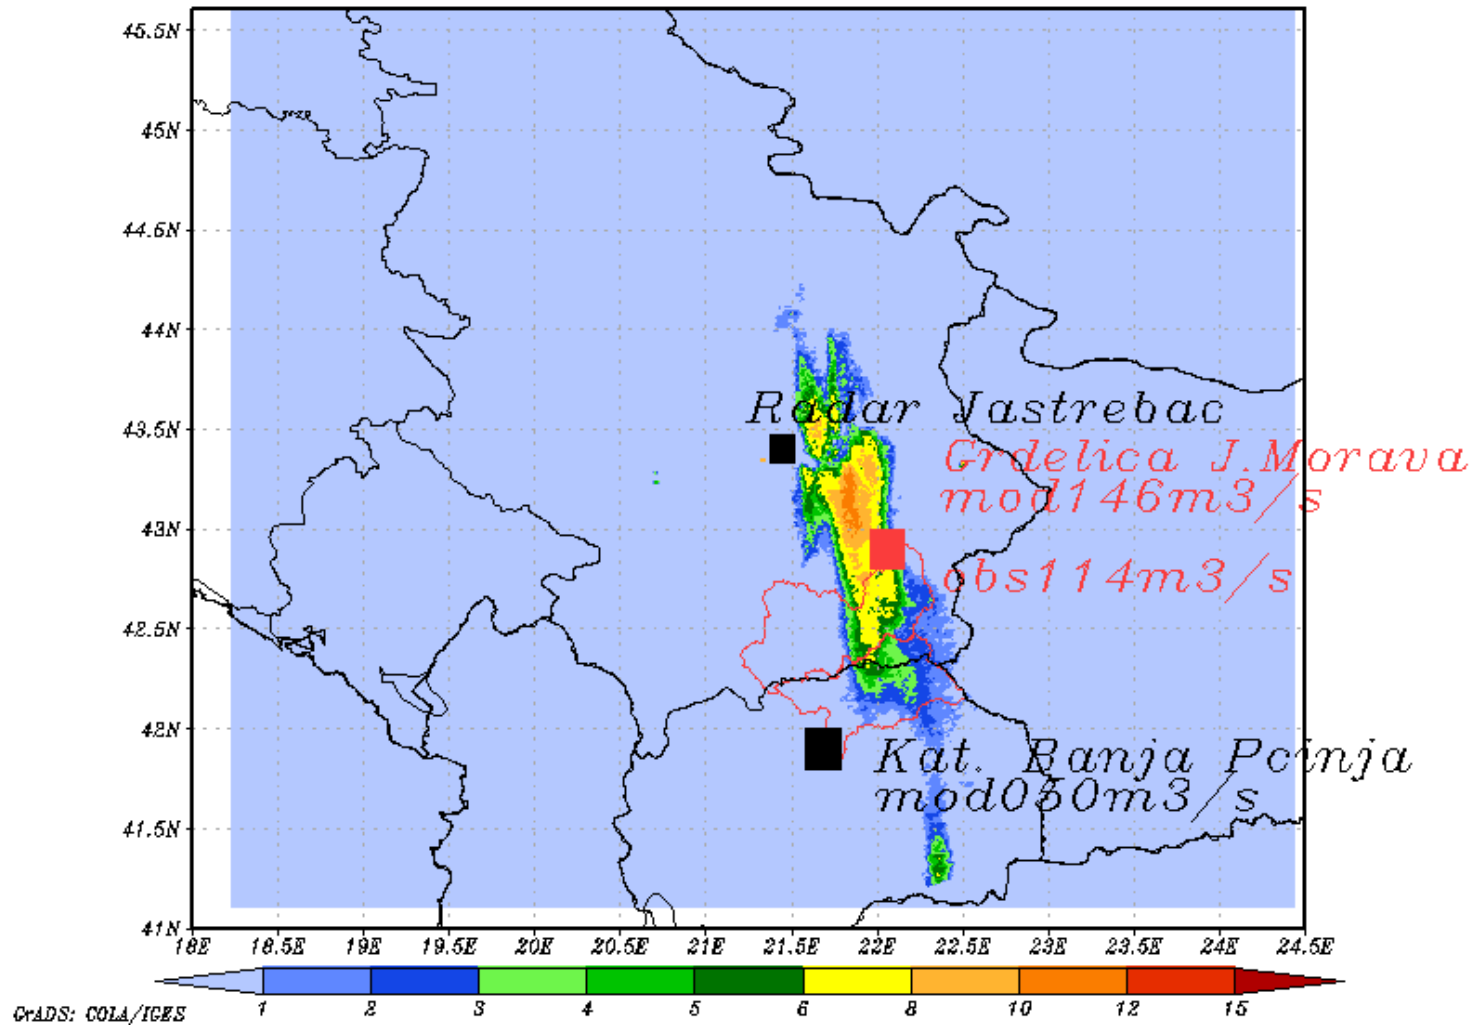 45.5N
45N
44.5N
44N
43.5N
43N
42.5N
42N
41.5N
41N
Radar Jastrebac
Grdelica J.Morava
mod146m3/s
obs114m3/s
Kat. Banja Pcinja
mod050m3/s
18E 18.5E 19E 19.5E 20E 20.5E 21E 21.5E 22E 22.5E 23E 23.5E 24E 24.5E
1 2 3 4 5 6 8 10 12 15
GrADS: COLA/IGES